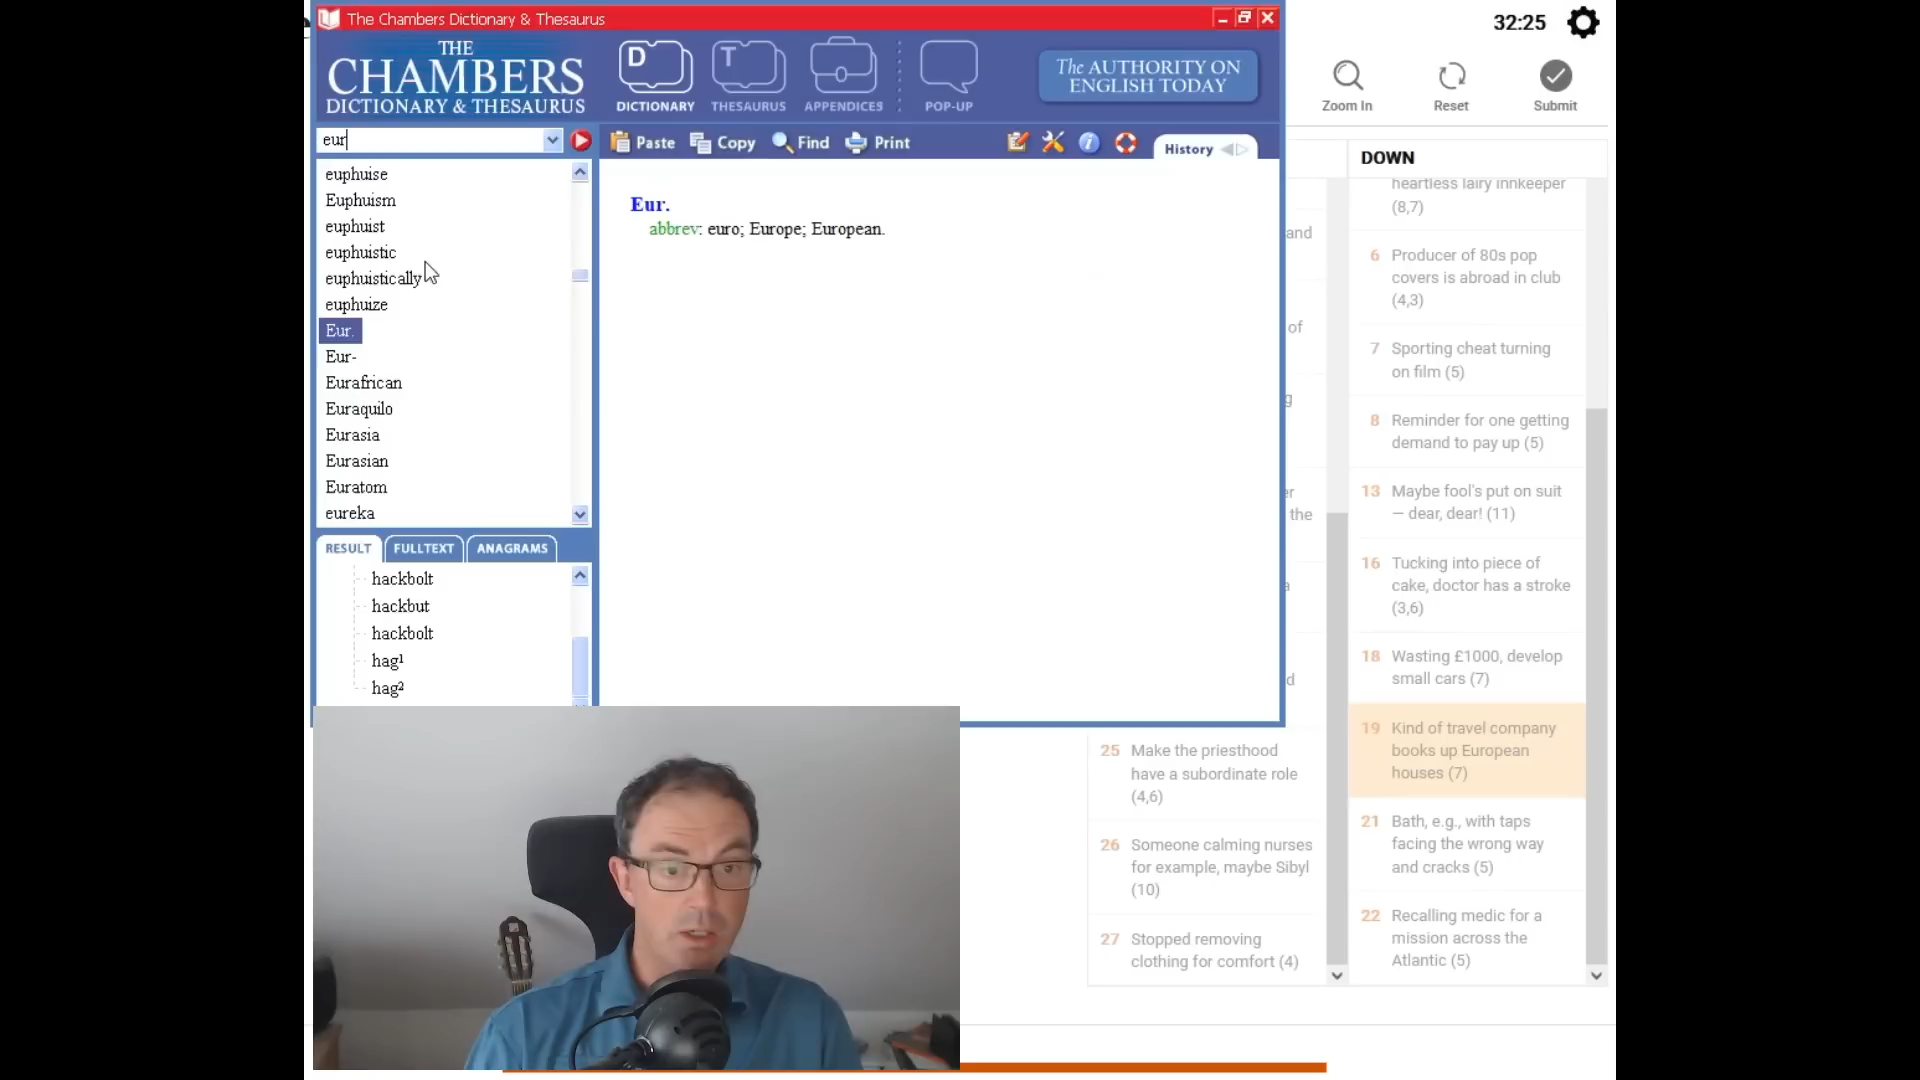 The Chambers Dictionary & Thesaurus
THE
CHAMBERS
DICTIONARY & THESAURUS
D
DICTIONARY
T
THESAURUS
APPENDICES
POP-UP
The AUTHORITY ON
ENGLISH TODAY
eur
Paste
Copy
Find
Print
History
euphuise
Euphuism
euphuist
euphuistic
euphuistically
euphuize
Eur.
Eur-
Eurafrican
Euraquilo
Eurasia
Eurasian
Euratom
eureka
RESULT
FULLTEXT
ANAGRAMS
hackbolt
hackbut
hackbolt
hag¹
hag²
Eur.
abbrev: euro; Europe; European.
32:25
Zoom In
Reset
Submit
and
of
the
25 Make the priesthood
have a subordinate role
(4,6)
26 Someone calming nurses
for example, maybe Sibyl
(10)
27 Stopped removing
clothing for comfort (4)
DOWN
heartless lairy innkeeper
(8,7)
6 Producer of 80s pop
covers is abroad in club
(4,3)
7 Sporting cheat turning
on film (5)
8 Reminder for one getting
demand to pay up (5)
13 Maybe fool's put on suit
— dear, dear! (11)
16 Tucking into piece of
cake, doctor has a stroke
(3,6)
18 Wasting £1000, develop
small cars (7)
19 Kind of travel company
books up European
houses (7)
21 Bath, e.g., with taps
facing the wrong way
and cracks (5)
22 Recalling medic for a
mission across the
Atlantic (5)